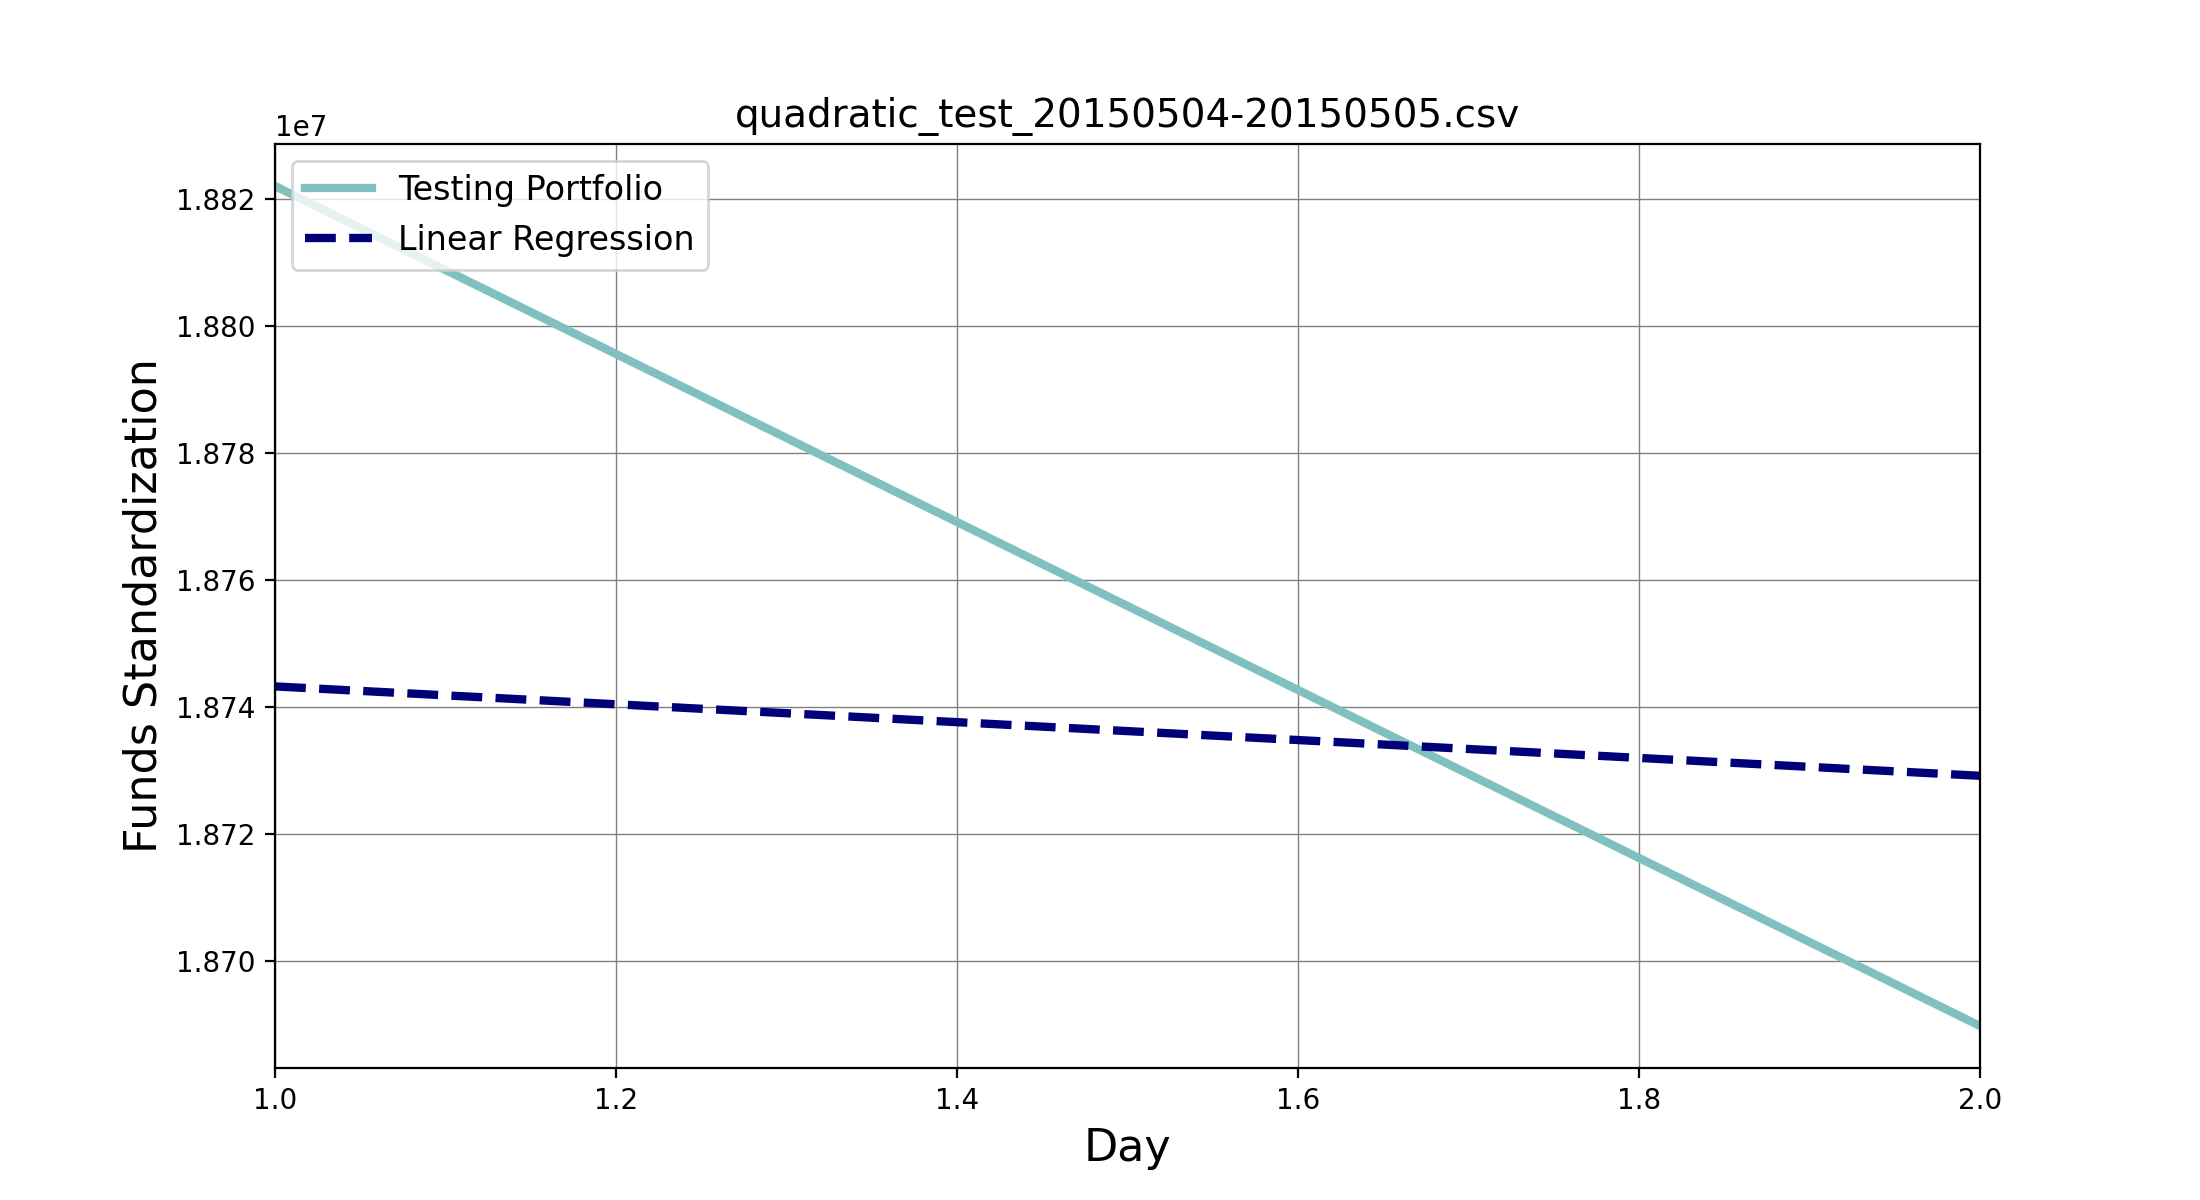 quadratic_test_20150504-20150505.csv
1e7
Testing Portfolio
Linear Regression
Funds Standardization
1.882
1.880
1.878
1.876
1.874
1.872
1.870
1.0 1.2 1.4 1.6 1.8 2.0
Day